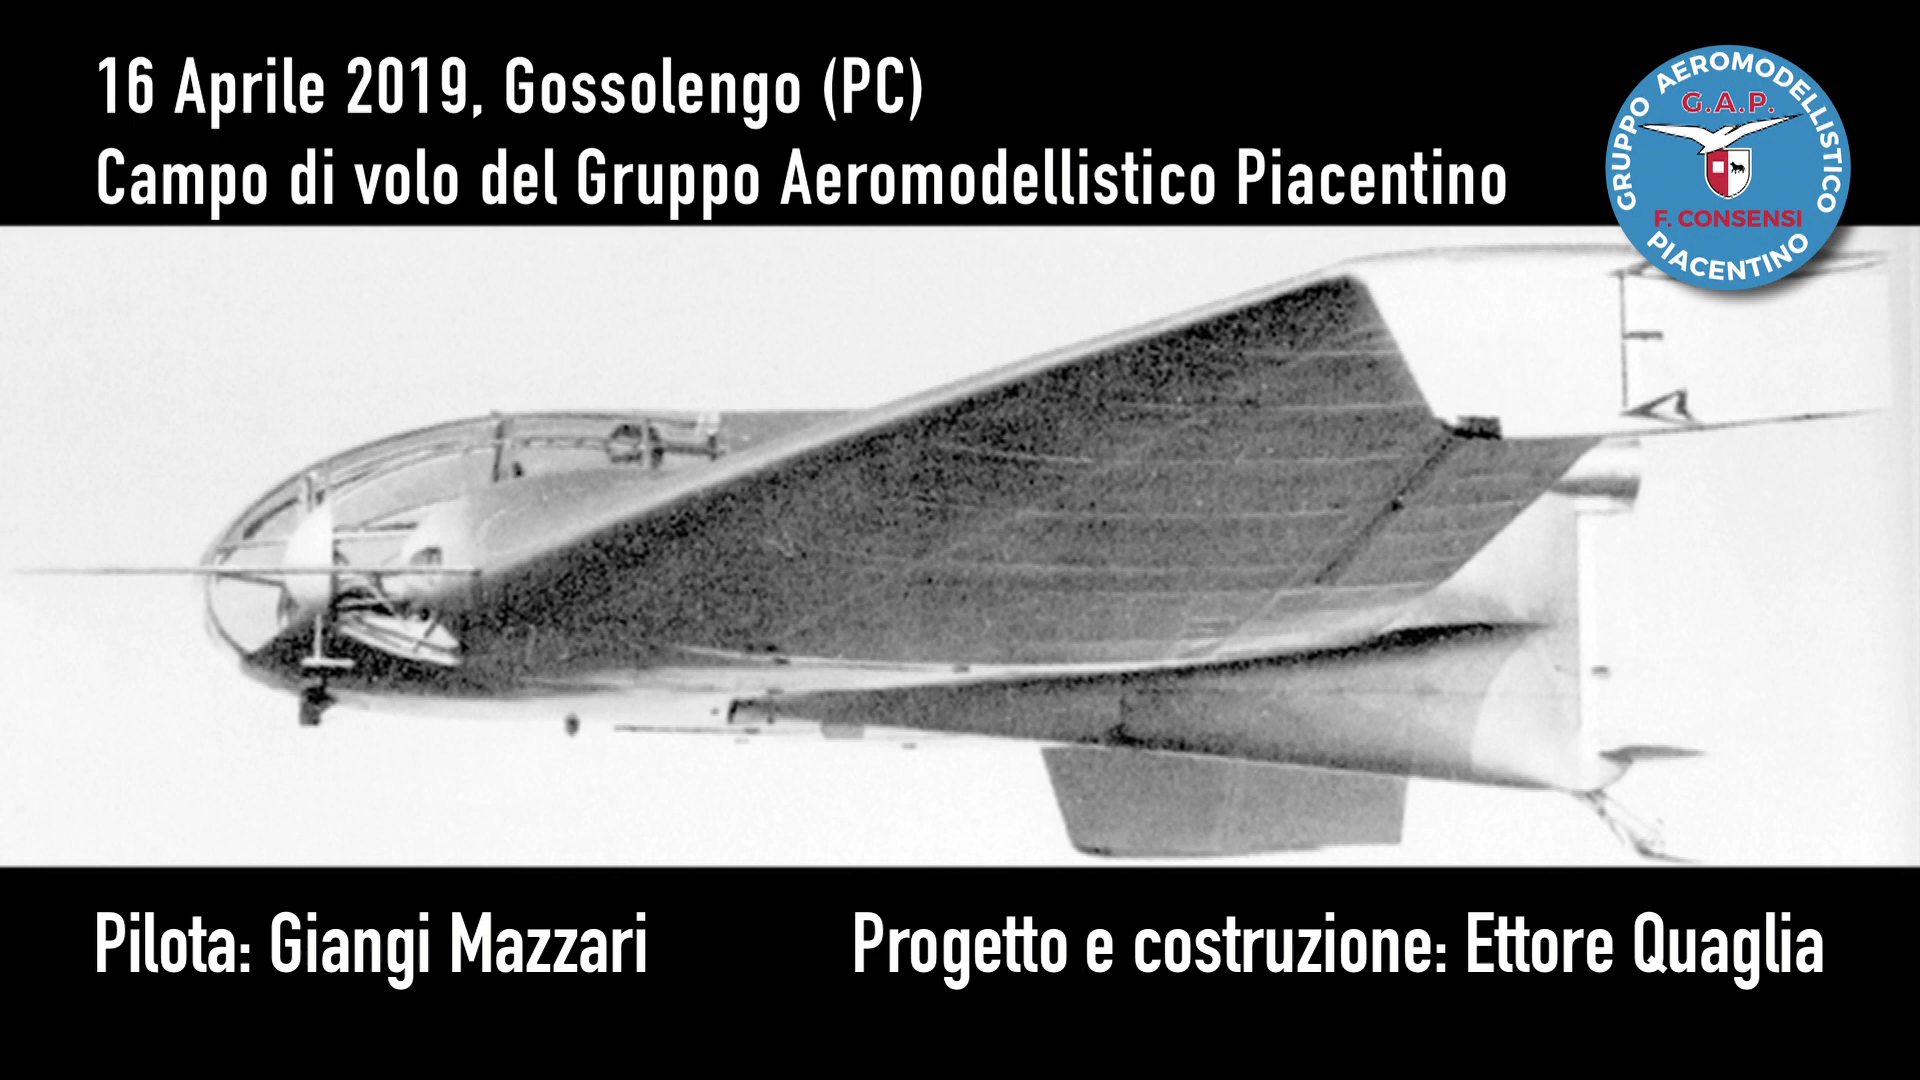 16 Aprile 2019, Gossolengo (PC)
Campo di volo del Gruppo Aeromodellistico Piacentino
GRUPPO AEROMODELLISTICO
G.A.P.
F. CONSENSI
PIACENTINO
Pilota: Giangi Mazzari
Progetto e costruzione: Ettore Quaglia